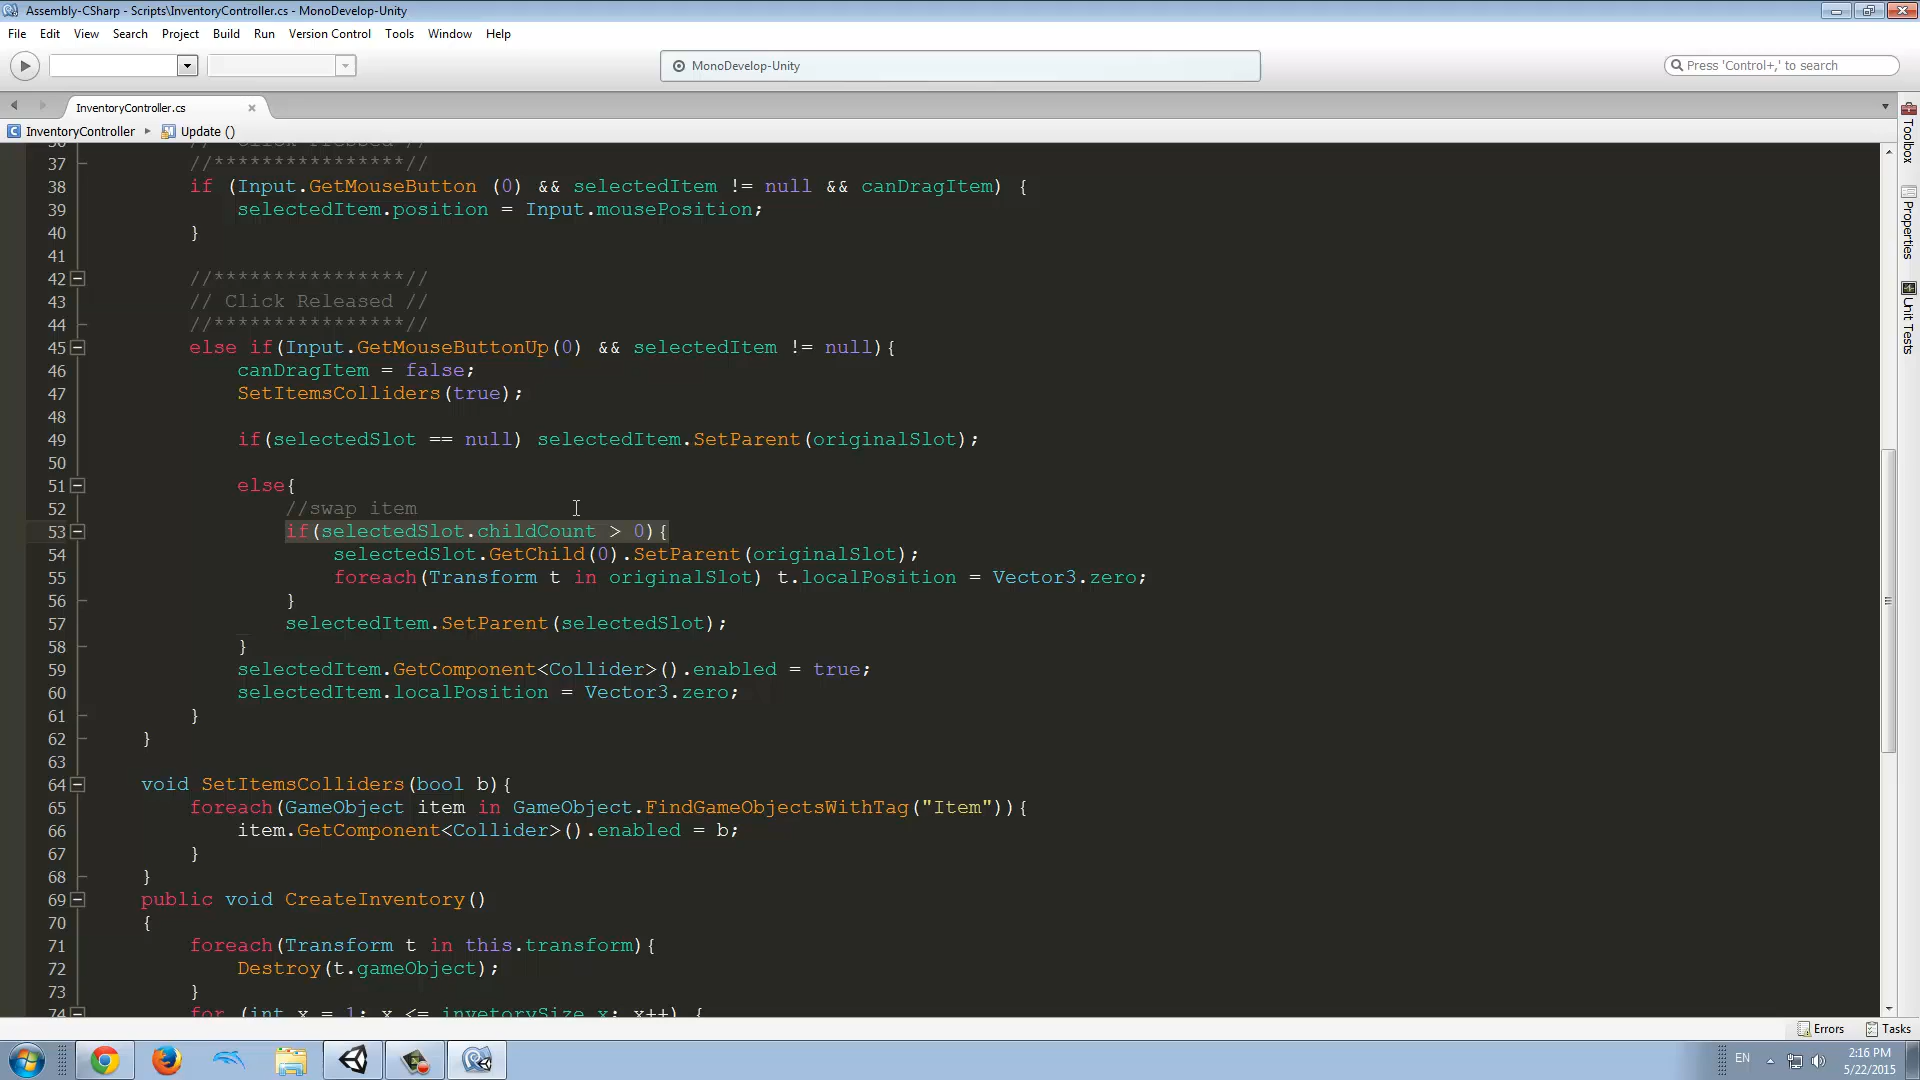 Assembly-CSharp - Scripts\InventoryController.cs - MonoDevelop-Unity
File Edit View Search Project Build Run Version Control Tools Window Help
MonoDevelop-Unity
Press 'Control+,' to search
InventoryController.cs
InventoryController Update ()
36 // Click Pressed //
37 //****************//
38 if (Input.GetMouseButton (0) && selectedItem != null && canDragItem) {
39 selectedItem.position = Input.mousePosition;
40 }
41
42 //****************//
43 // Click Released //
44 //****************//
45 else if(Input.GetMouseButtonUp(0) && selectedItem != null){
46 canDragItem = false;
47 SetItemsColliders(true);
48
49 if(selectedSlot == null) selectedItem.SetParent(originalSlot);
50
51 else{
52 //swap item
53 if(selectedSlot.childCount > 0){
54 selectedSlot.GetChild(0).SetParent(originalSlot);
55 foreach(Transform t in originalSlot) t.localPosition = Vector3.zero;
56 }
57 selectedItem.SetParent(selectedSlot);
58 }
59 selectedItem.GetComponent<Collider>().enabled = true;
60 selectedItem.localPosition = Vector3.zero;
61 }
62 }
63
64 void SetItemsColliders(bool b){
65 foreach(GameObject item in GameObject.FindGameObjectsWithTag("Item")){
66 item.GetComponent<Collider>().enabled = b;
67 }
68 }
69 public void CreateInventory()
70 {
71 foreach(Transform t in this.transform){
72 Destroy(t.gameObject);
73 }
74 for (int x = 1; x <= invetorySize.x; x++) {
Toolbox
Properties
Unit Tests
Errors Tasks
EN
2:16 PM
5/22/2015